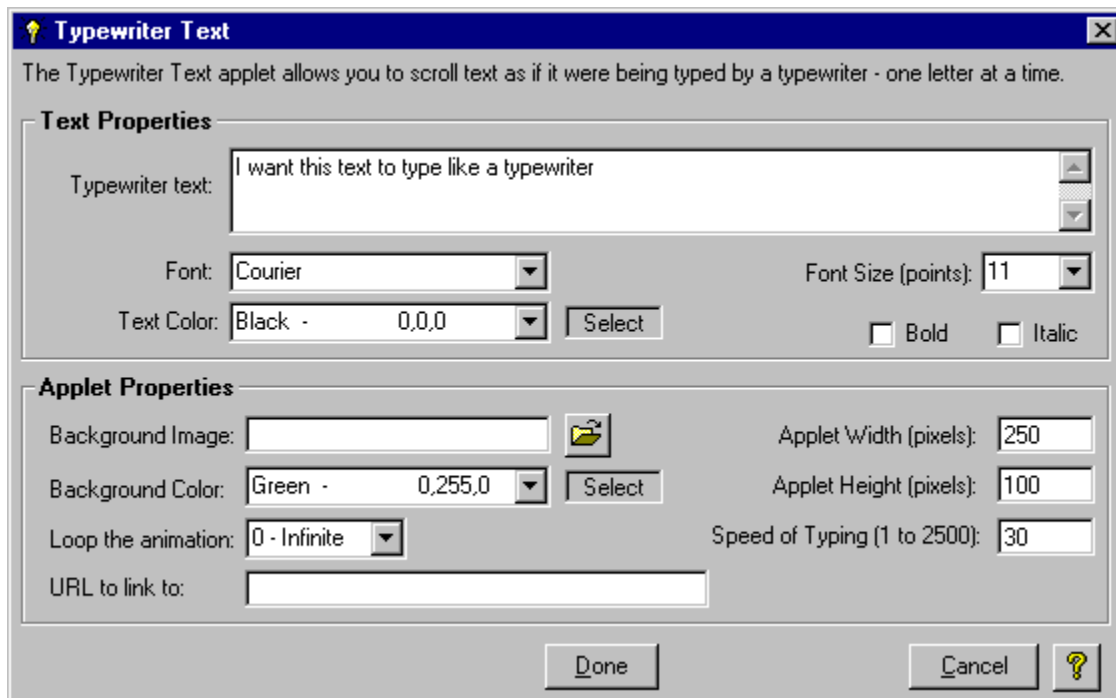 Typewriter Text
The Typewriter Text applet allows you to scroll text as if it were being typed by a typewriter - one letter at a time.
Text Properties
Typewriter text: I want this text to type like a typewriter
Font: Courier Font Size (points): 11
Text Color: Black - 0,0,0 Select Bold Italic
Applet Properties
Background Image: Applet Width (pixels): 250
Background Color: Green - 0,255,0 Select Applet Height (pixels): 100
Loop the animation: 0 - Infinite Speed of Typing (1 to 2500): 30
URL to link to:
Done Cancel ?